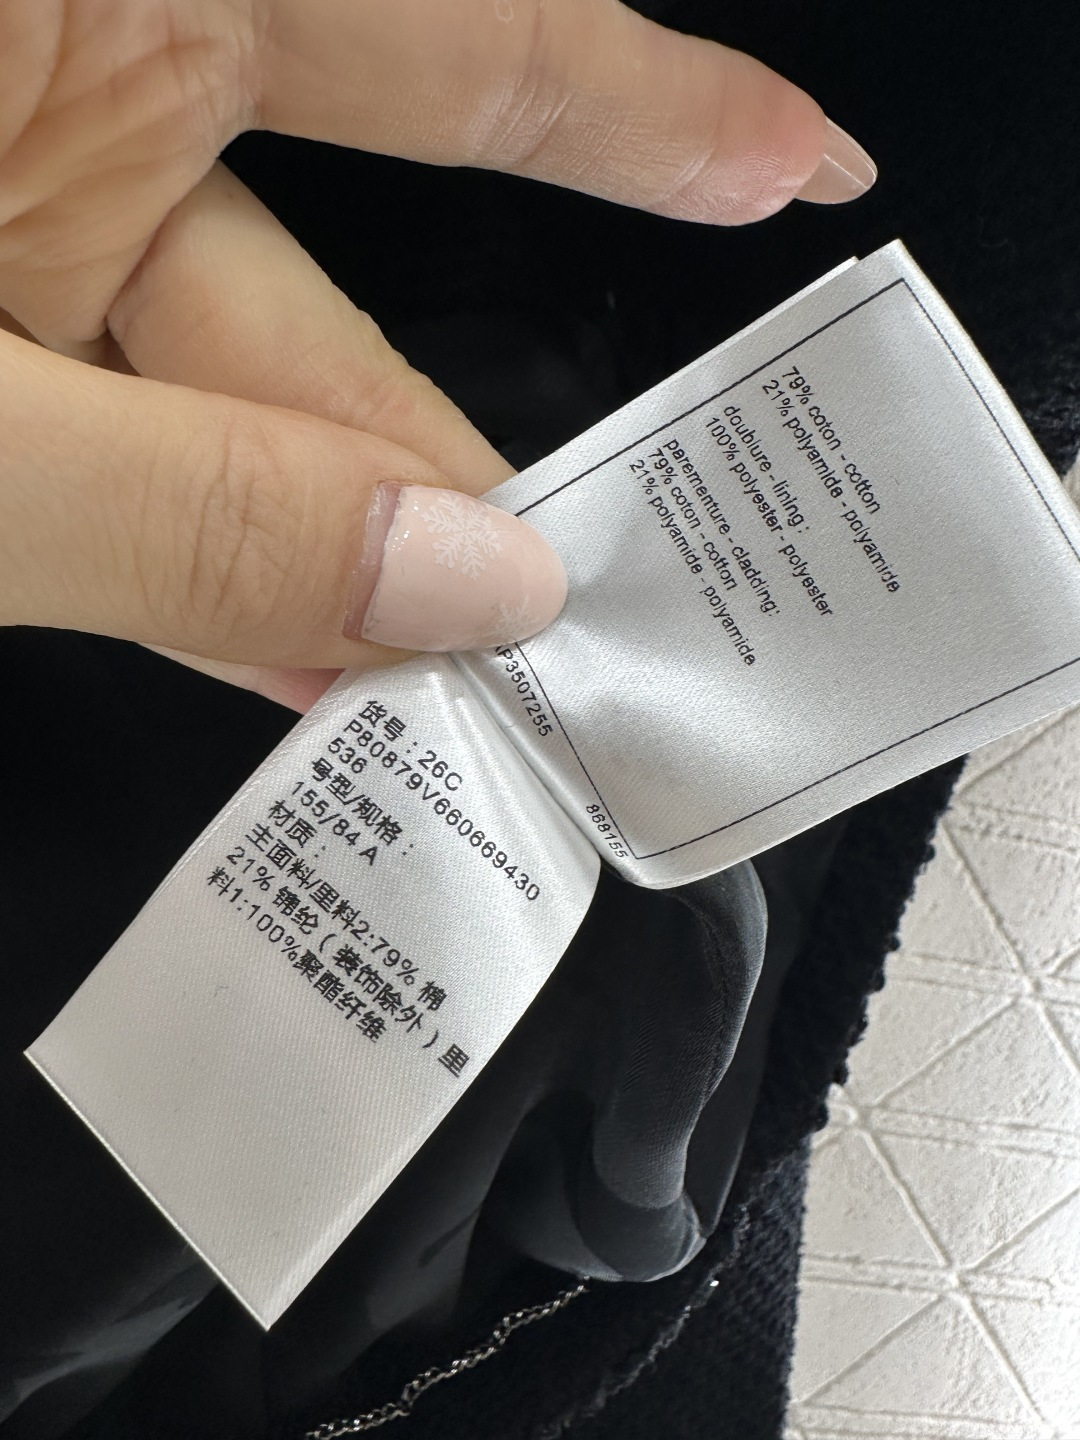 79% coton - cotton
21% polyamide - polyamide
doublure - lining :
100% polyester - polyester
parementure - cladding:
79% coton - cotton
21% polyamide - polyamide
P3507255
868155
货号：26C
P80879V660669430
536
号型/规格：
155/84 A
材质：
主面料/里料2:79% 棉
21% 锦纶（装饰除外）里
料1:100%聚酯纤维